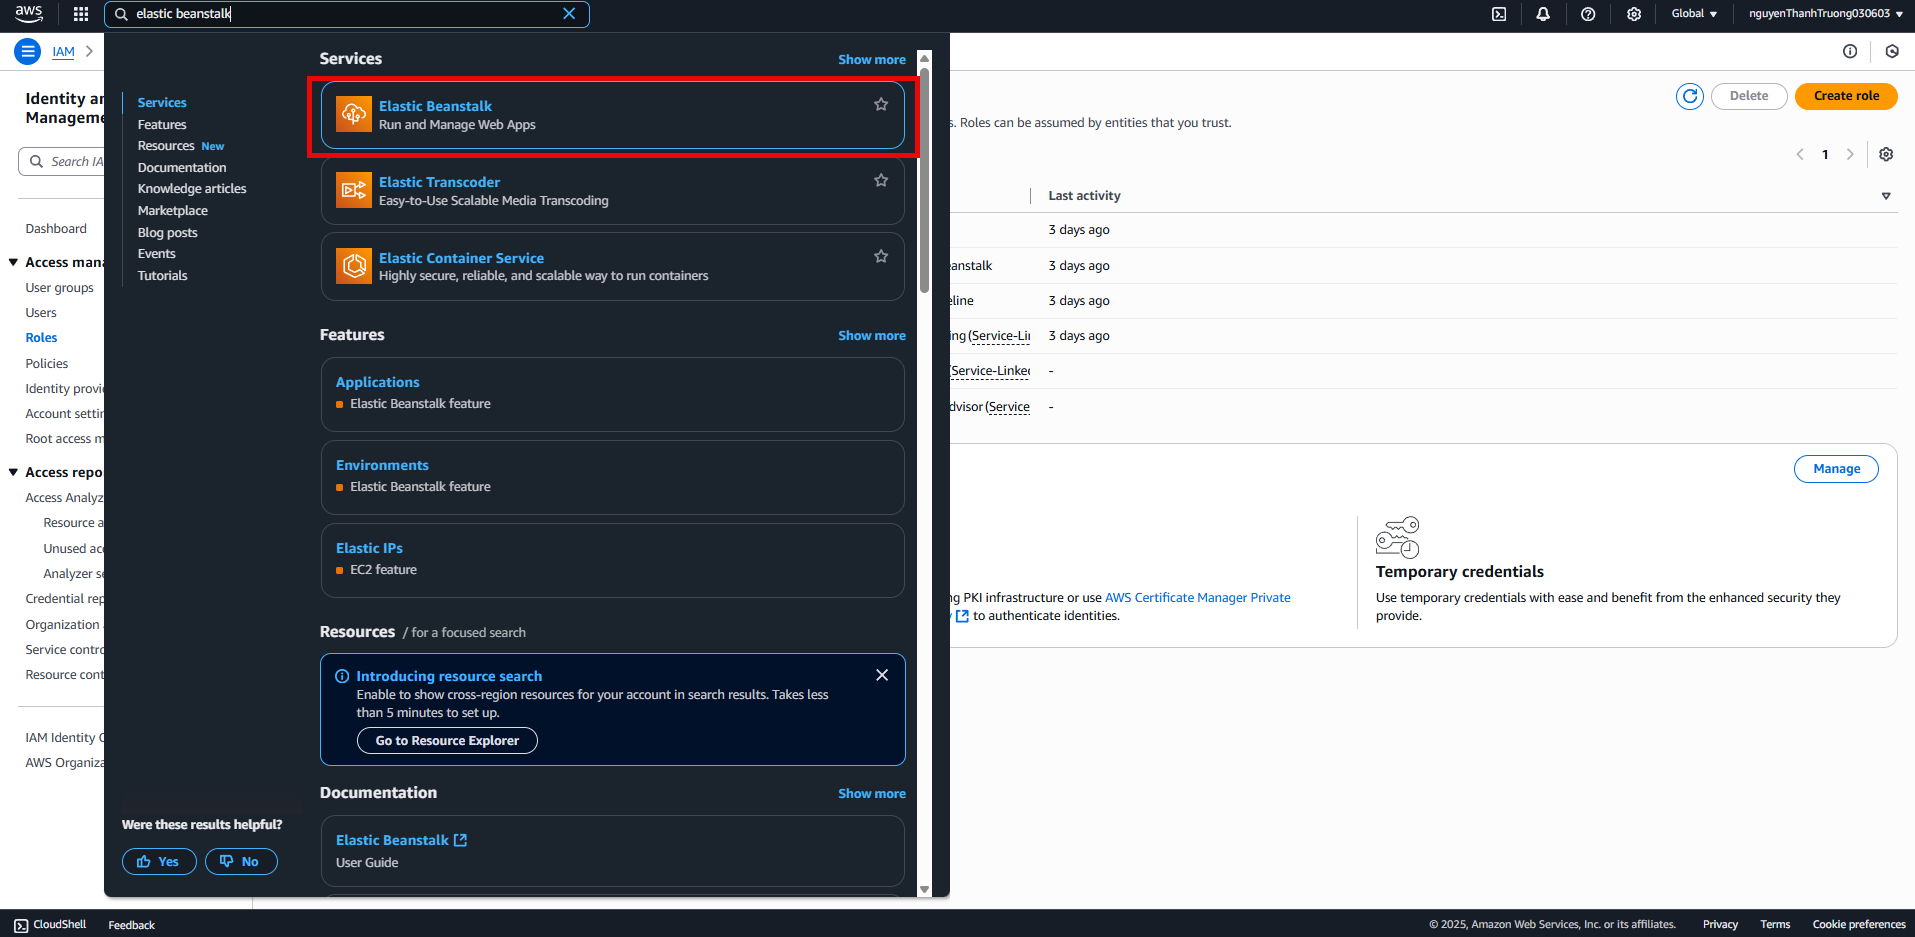 aws
elastic beanstalk
Global
nguyenThanhTruong030603
IAM
Identity an
Manageme
Search IA
Dashboard
Access mana
User groups
Users
Roles
Policies
Identity provi
Account settin
Root access m
Access repo
Access Analyz
Resource a
Unused acc
Analyzer se
Credential rep
Organization a
Service contro
Resource cont
IAM Identity C
AWS Organiza
Services
Features
Resources New
Documentation
Knowledge articles
Marketplace
Blog posts
Events
Tutorials
Were these results helpful?
Yes
No
Services
Show more
Elastic Beanstalk
Run and Manage Web Apps
Elastic Transcoder
Easy-to-Use Scalable Media Transcoding
Elastic Container Service
Highly secure, reliable, and scalable way to run containers
Features
Show more
Applications
Elastic Beanstalk feature
Environments
Elastic Beanstalk feature
Elastic IPs
EC2 feature
Resources / for a focused search
Introducing resource search
Enable to show cross-region resources for your account in search results. Takes less
than 5 minutes to set up.
Go to Resource Explorer
Documentation
Show more
Elastic Beanstalk
User Guide
Delete
Create role
s. Roles can be assumed by entities that you trust.
1
Last activity
3 days ago
eanstalk 3 days ago
eline 3 days ago
ing (Service-Lin 3 days ago
(Service-Linked -
dvisor (Service -
Manage
ng PKI infrastructure or use AWS Certificate Manager Private
to authenticate identities.
Temporary credentials
Use temporary credentials with ease and benefit from the enhanced security they
provide.
CloudShell
Feedback
© 2025, Amazon Web Services, Inc. or its affiliates.
Privacy
Terms
Cookie preferences